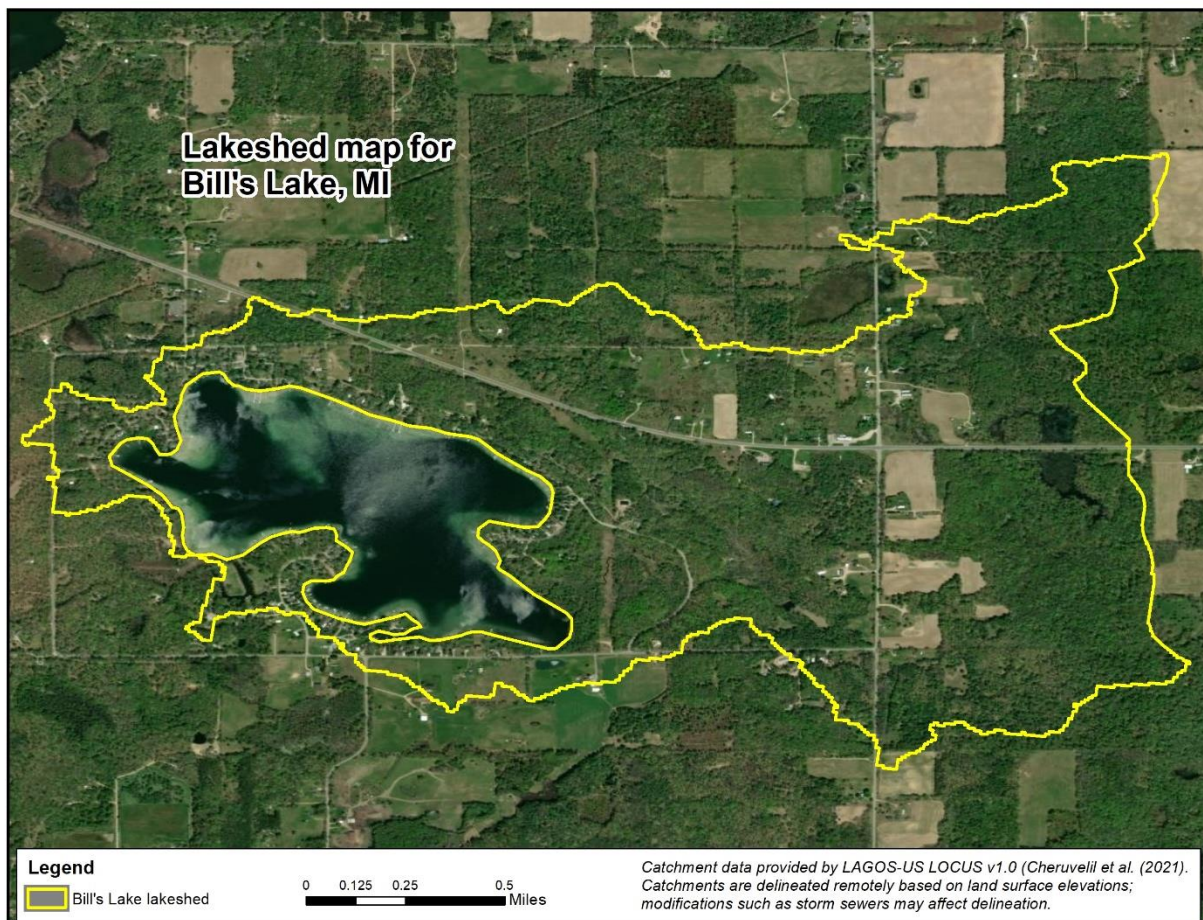 Lakeshed map for
Bill's Lake, MI
Legend
Bill's Lake lakeshed
0 0.125 0.25 0.5
Miles
Catchment data provided by LAGOS-US LOCUS v1.0 (Cheruvelil et al. (2021).
Catchments are delineated remotely based on land surface elevations;
modifications such as storm sewers may affect delineation.